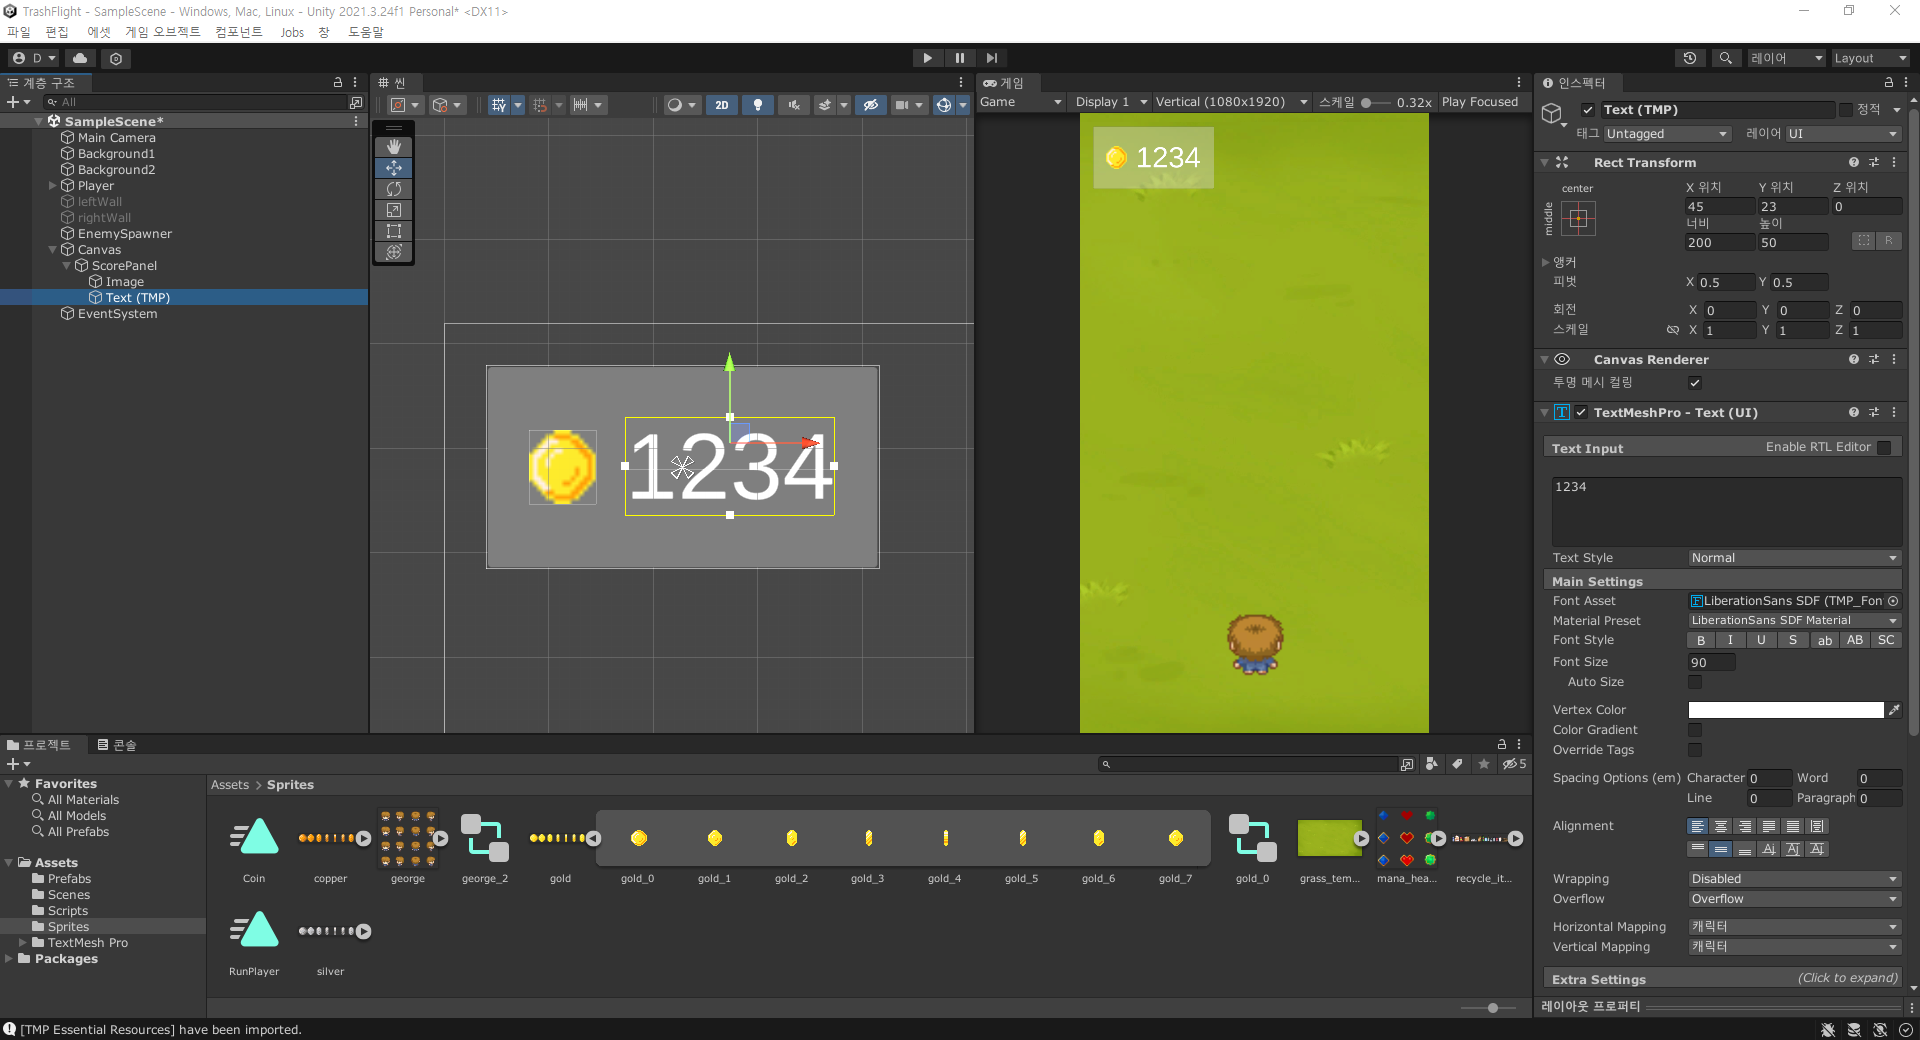 TrashFlight - SampleScene - Windows, Mac, Linux - Unity 2021.3.24f1 Personal* <DX11>
파일 편집 에셋 게임 오브젝트 컴포넌트 Jobs 창 도움말
D 레이어 Layout
계층 구조
All
SampleScene*
Main Camera
Background1
Background2
Player
leftWall
rightWall
EnemySpawner
Canvas
ScorePanel
Image
Text (TMP)
EventSystem
씬
2D
1234
게임
Game Display 1 Vertical (1080x1920) 스케일 0.32x Play Focused
1234
인스펙터
Text (TMP) 정적
태그 Untagged 레이어 UI
Rect Transform
center
middle
X 위치 Y 위치 Z 위치
45 23 0
너비 높이
200 50 R
앵커
피벗 X 0.5 Y 0.5
회전 X 0 Y 0 Z 0
스케일 X 1 Y 1 Z 1
Canvas Renderer
투명 메시 컬링
TextMeshPro - Text (UI)
Text Input Enable RTL Editor
1234
Text Style Normal
Main Settings
Font Asset LiberationSans SDF (TMP_Fon
Material Preset LiberationSans SDF Material
Font Style B I U S ab AB SC
Font Size 90
Auto Size
Vertex Color
Color Gradient
Override Tags
Spacing Options (em) Character 0 Word 0
Line 0 Paragraph 0
Alignment
Wrapping Disabled
Overflow Overflow
Horizontal Mapping 캐릭터
Vertical Mapping 캐릭터
Extra Settings (Click to expand)
레이아웃 프로퍼티
프로젝트 콘솔
5
Favorites
All Materials
All Models
All Prefabs
Assets
Prefabs
Scenes
Scripts
Sprites
TextMesh Pro
Packages
Assets > Sprites
Coin copper george george_2 gold gold_0 gold_1 gold_2 gold_3 gold_4 gold_5 gold_6 gold_7 gold_0 grass_tem... mana_hea... recycle_it...
RunPlayer silver
[TMP Essential Resources] have been imported.